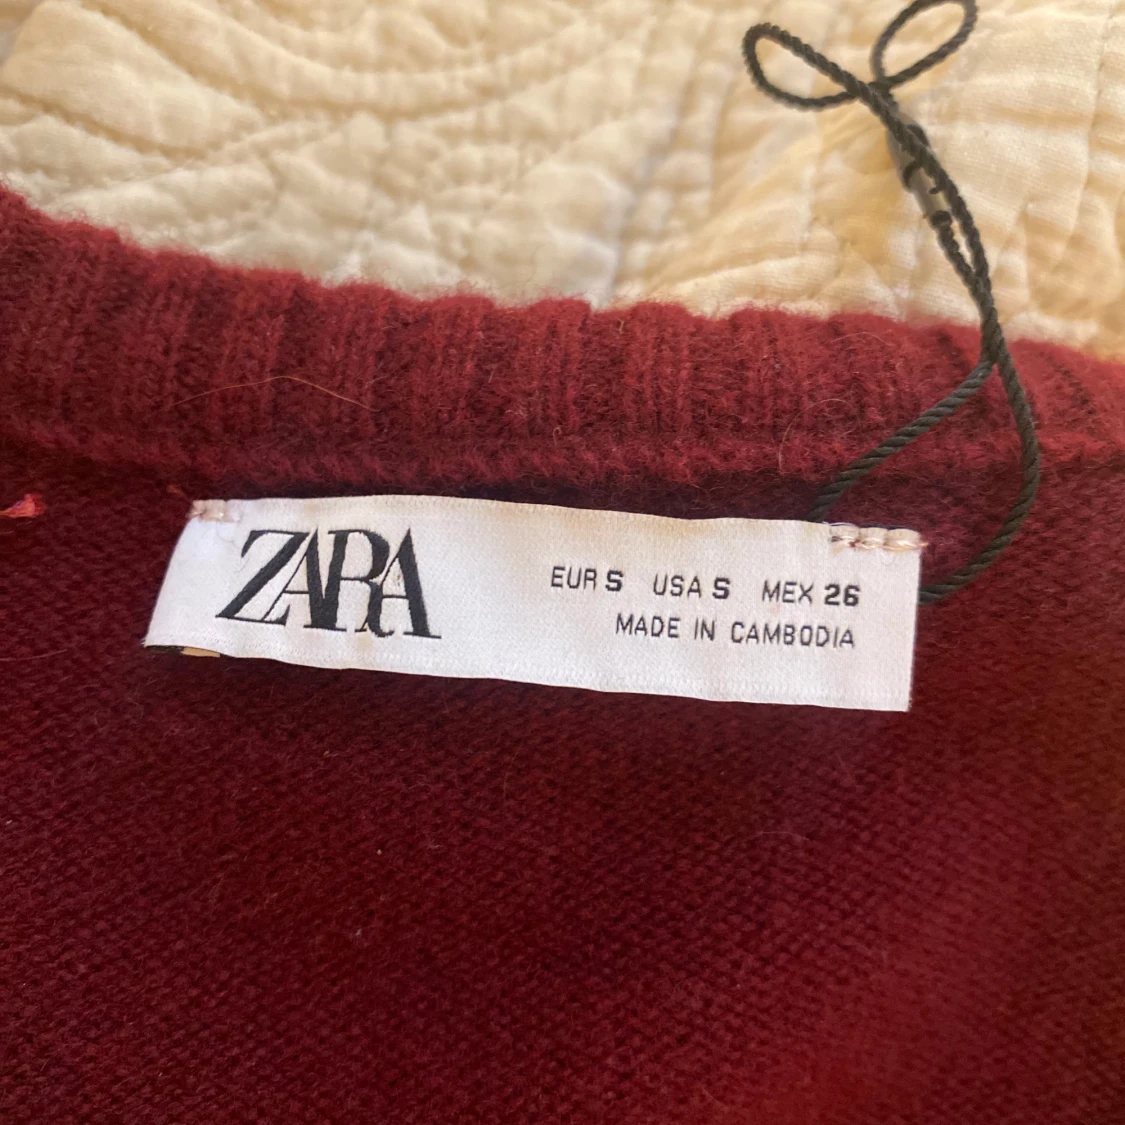 ZARA
EUR S USA S MEX 26
MADE IN CAMBODIA